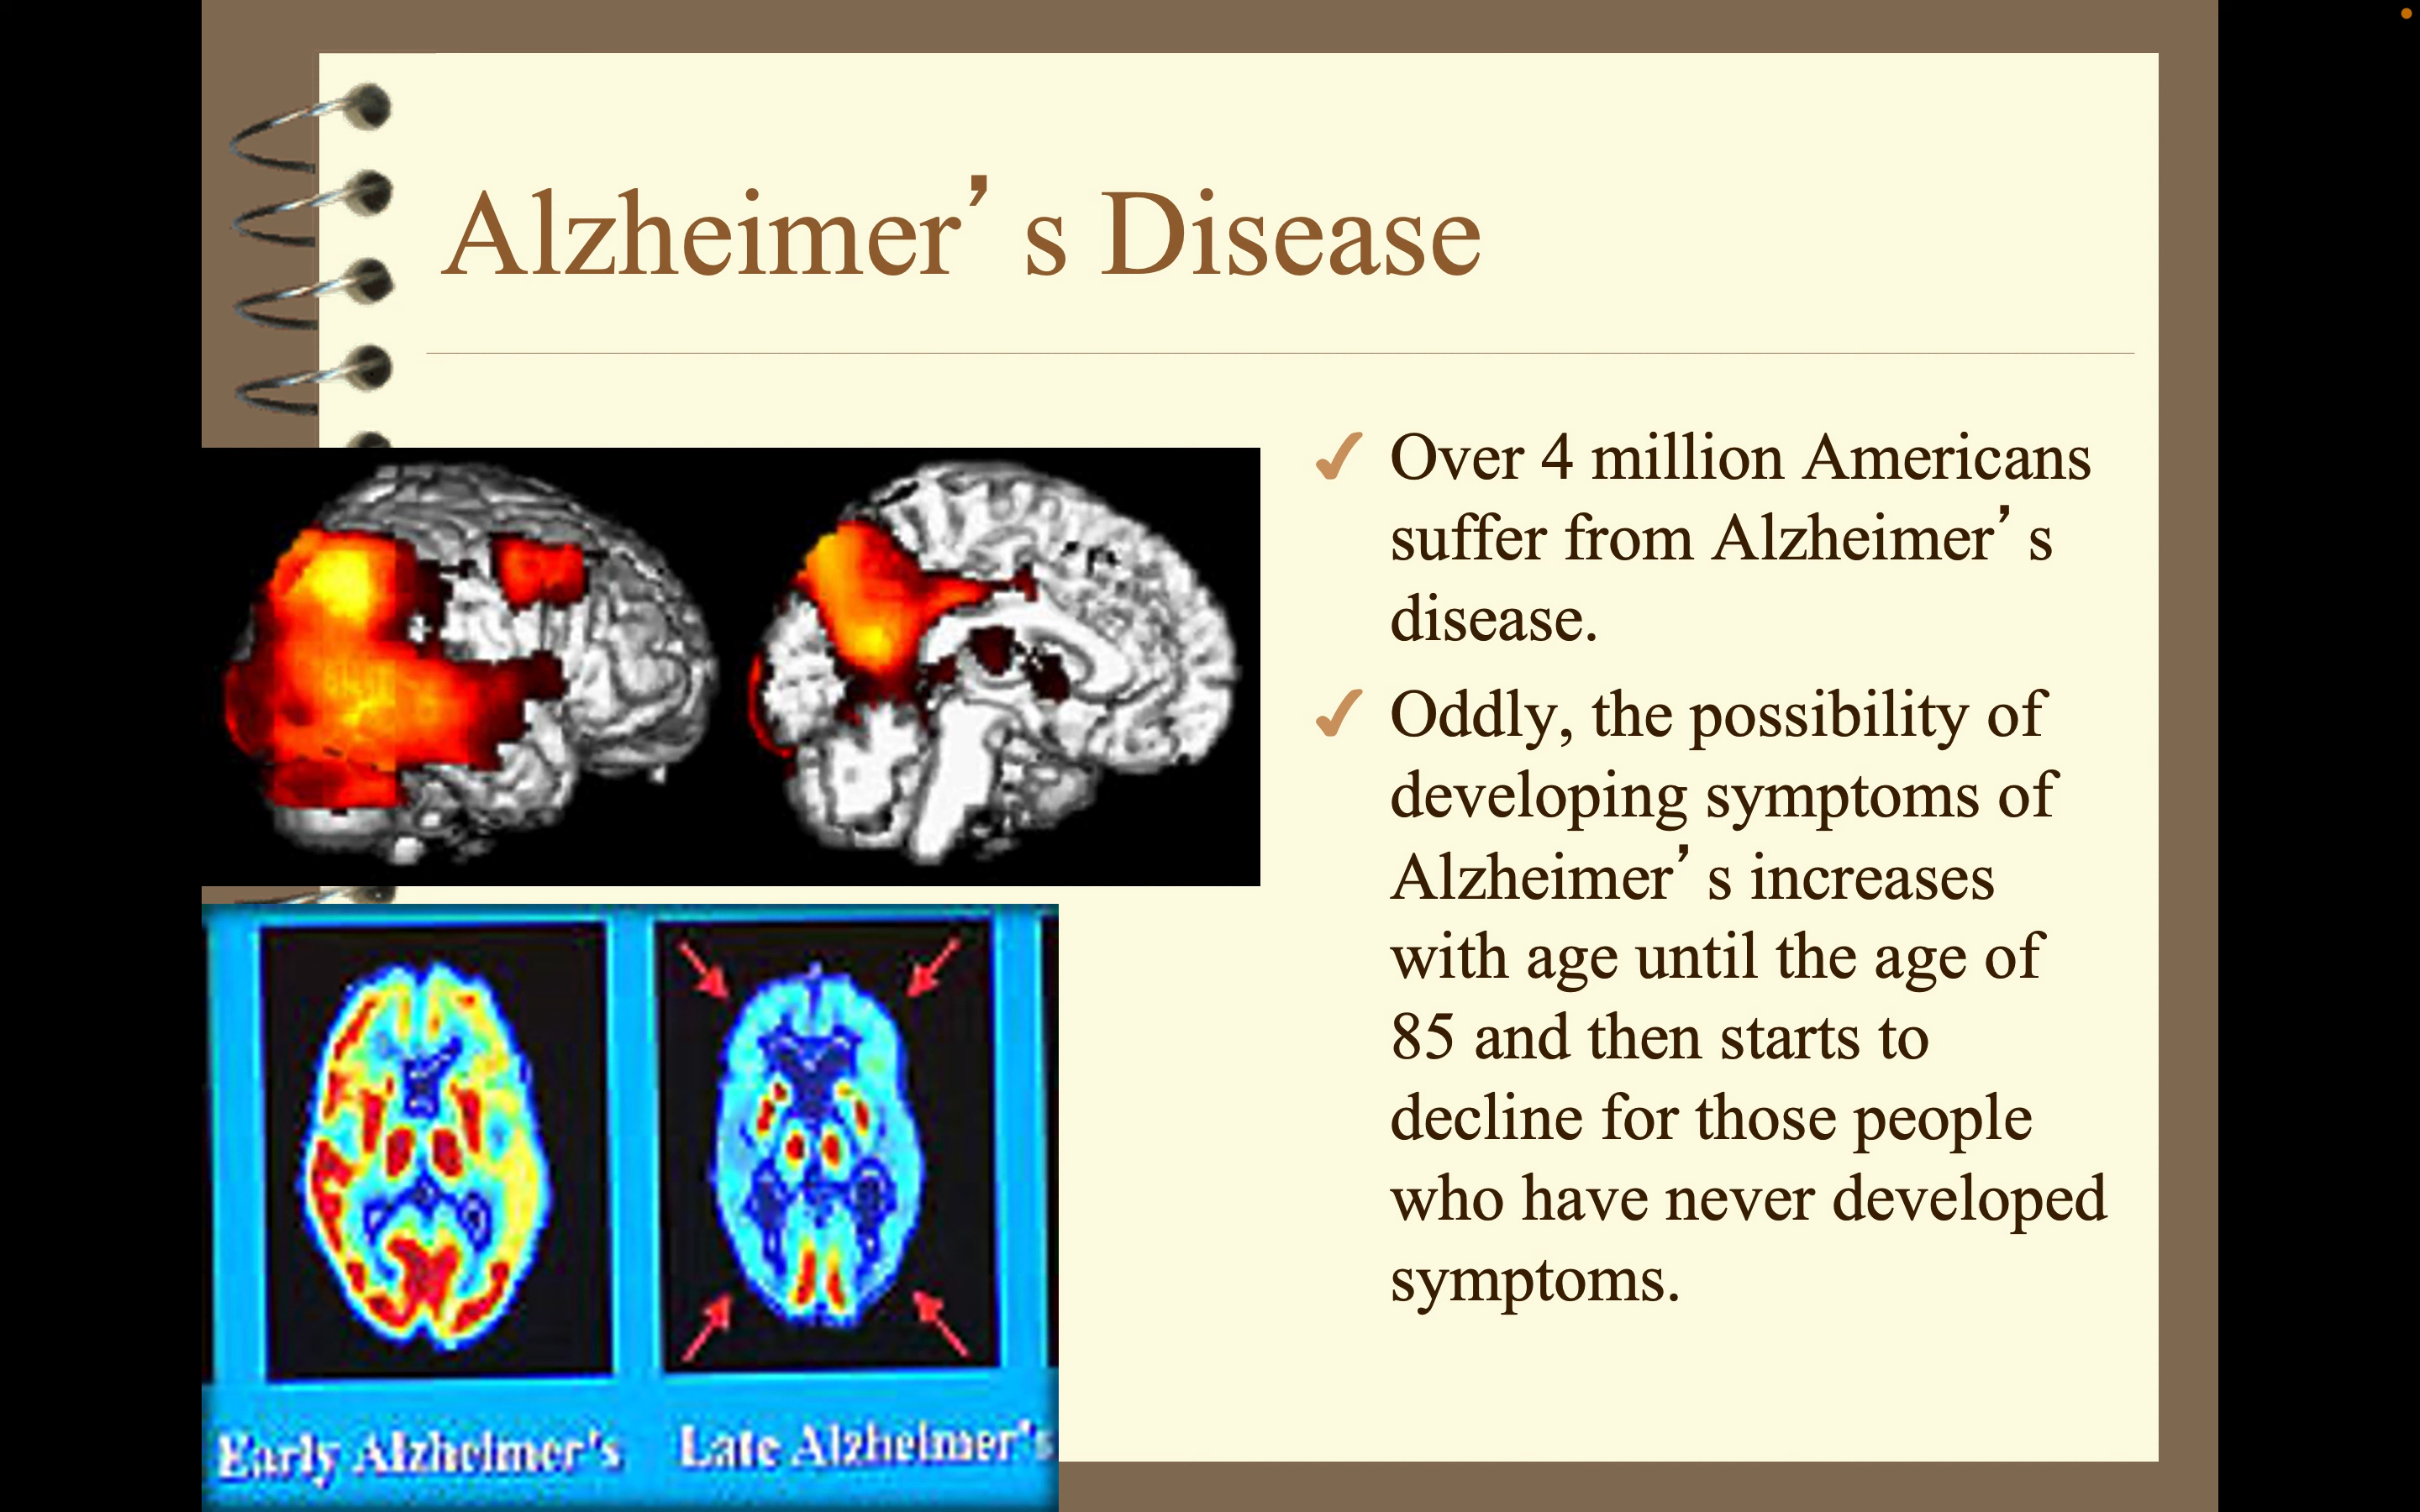 Alzheimer’s Disease
✓ Over 4 million Americans
suffer from Alzheimer’s
disease.
✓ Oddly, the possibility of
developing symptoms of
Alzheimer’s increases
with age until the age of
85 and then starts to
decline for those people
who have never developed
symptoms.
Early Alzheimer's
Late Alzheimer's